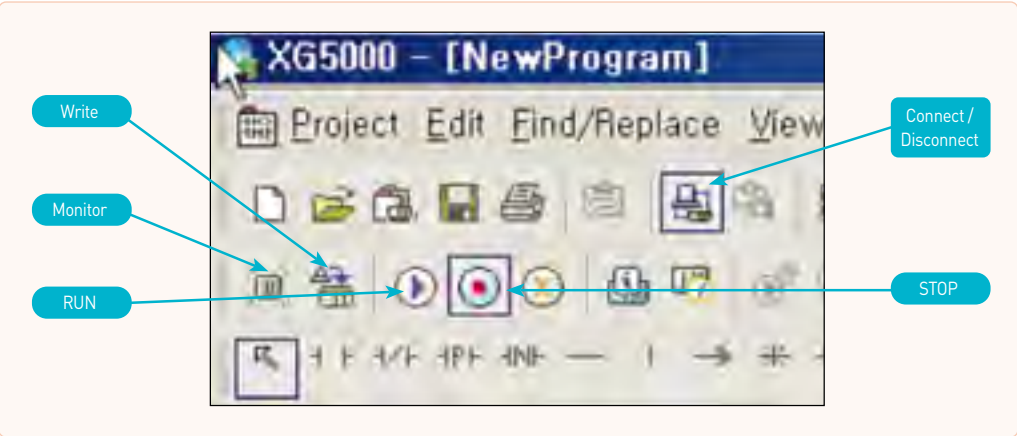 XG5000 - [NewProgram]
Write
Project Edit Find/Replace View
Connect /
Disconnect
Monitor
RUN
STOP